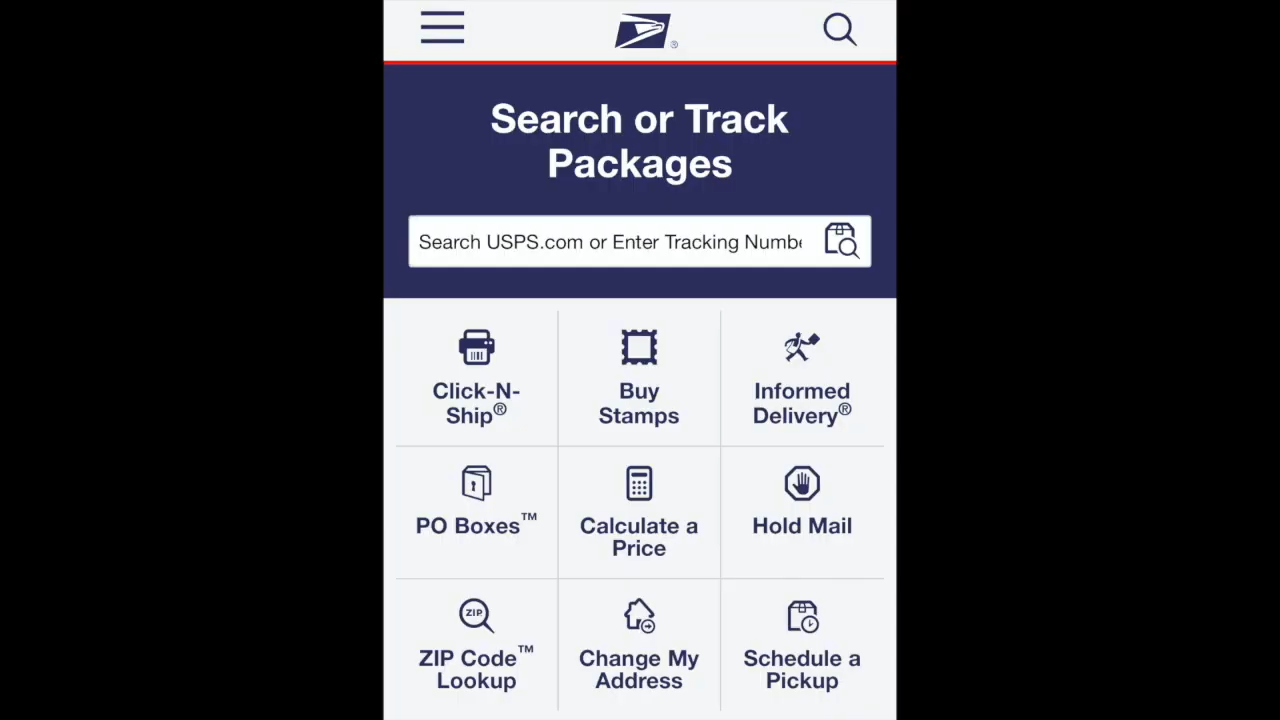 ®
Search or Track
Packages
Search USPS.com or Enter Tracking Numbe
Click-N-
Ship®
Buy
Stamps
Informed
Delivery®
PO Boxes™
Calculate a
Price
Hold Mail
ZIP
ZIP Code™
Lookup
Change My
Address
Schedule a
Pickup